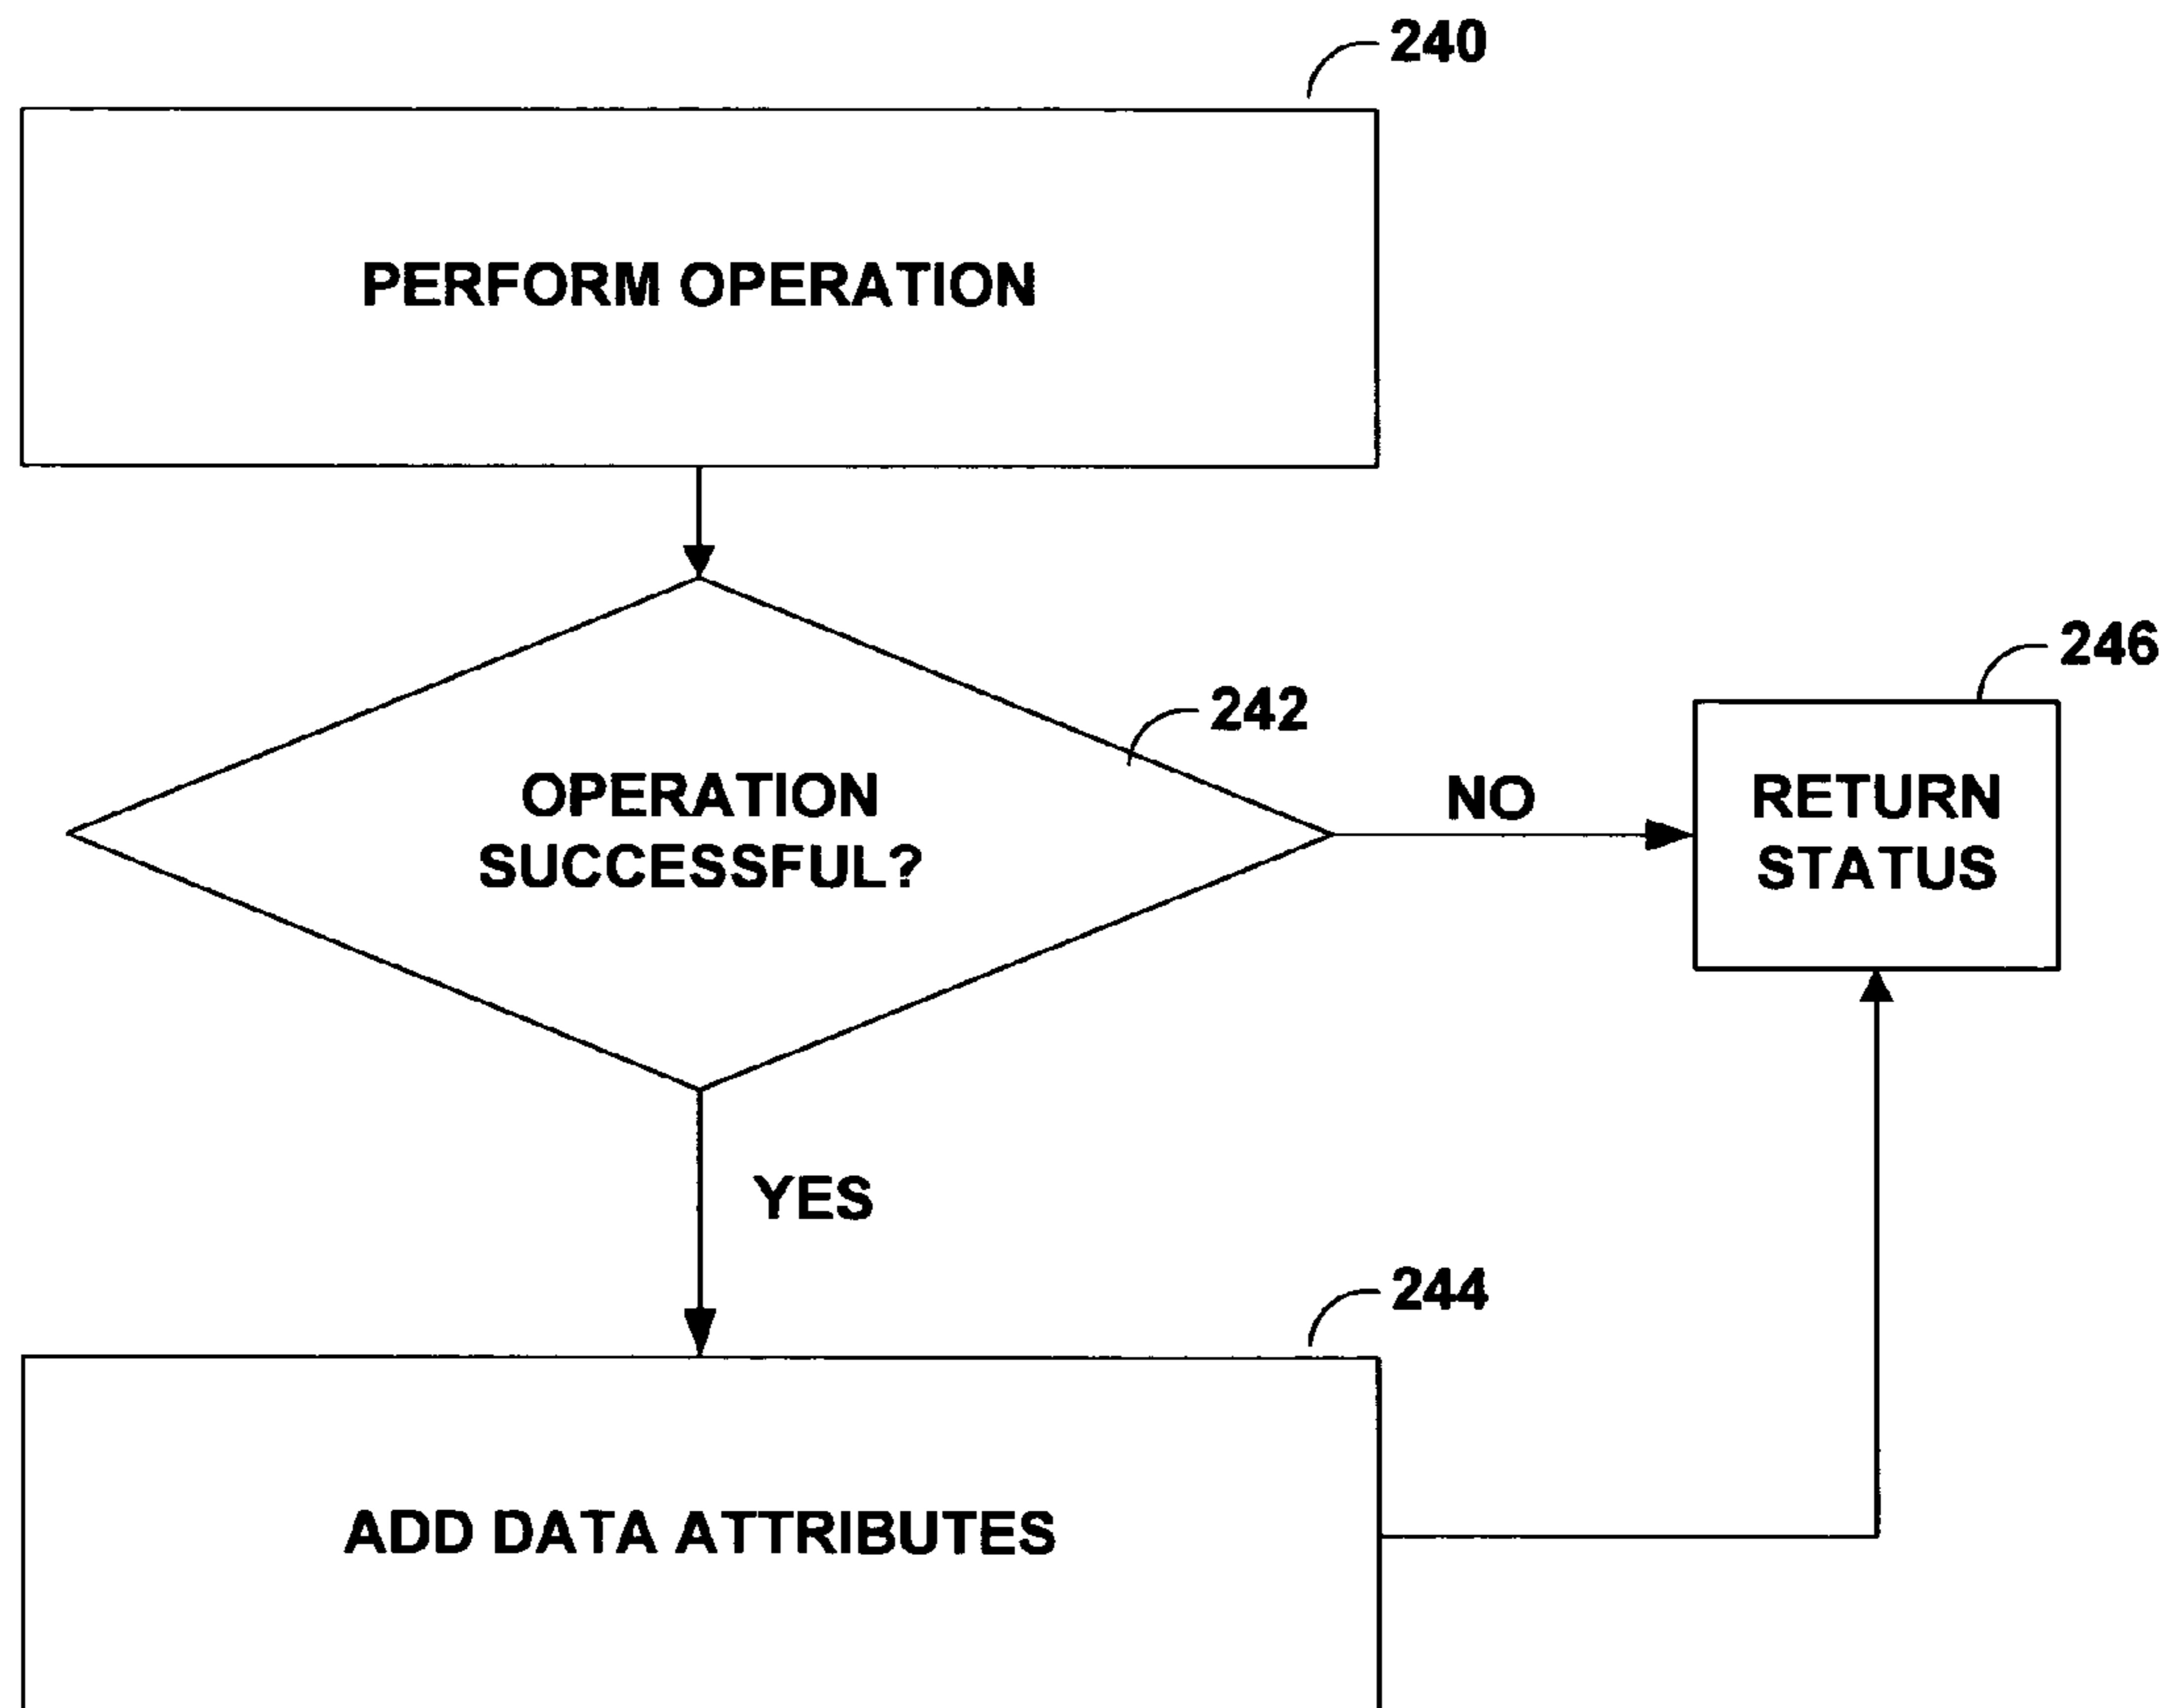 240
PERFORM OPERATION
242
OPERATION
SUCCESSFUL?
NO
246
RETURN
STATUS
YES
244
ADD DATA ATTRIBUTES